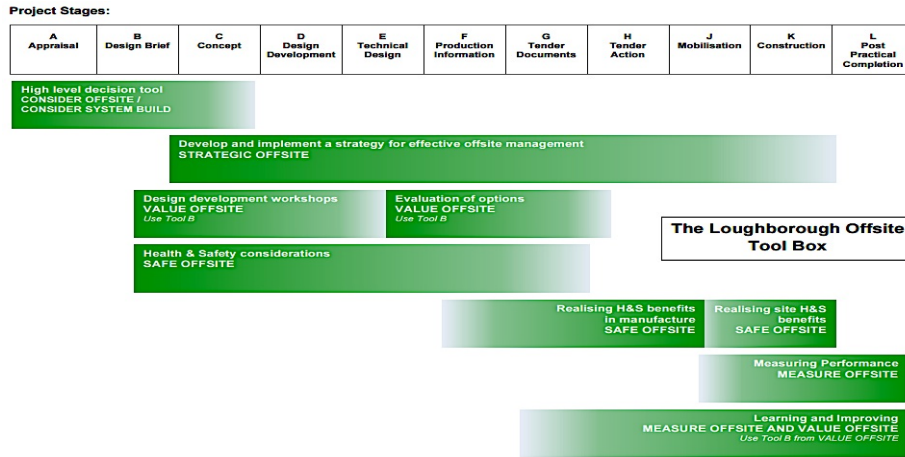 Project Stages:
A
Appraisal
B
Design Brief
C
Concept
D
Design
Development
E
Technical
Design
F
Production
Information
G
Tender
Documents
H
Tender
Action
J
Mobilisation
K
Construction
L
Post
Practical
Completion
High level decision tool
CONSIDER OFFSITE /
CONSIDER SYSTEM BUILD
Develop and implement a strategy for effective offsite management
STRATEGIC OFFSITE
Design development workshops
VALUE OFFSITE
Use Tool B
Evaluation of options
VALUE OFFSITE
Use Tool B
The Loughborough Offsite
Tool Box
Health & Safety considerations
SAFE OFFSITE
Realising H&S benefits
in manufacture
SAFE OFFSITE
Realising site H&S
benefits
SAFE OFFSITE
Measuring Performance
MEASURE OFFSITE
Learning and Improving
MEASURE OFFSITE AND VALUE OFFSITE
Use Tool B from VALUE OFFSITE